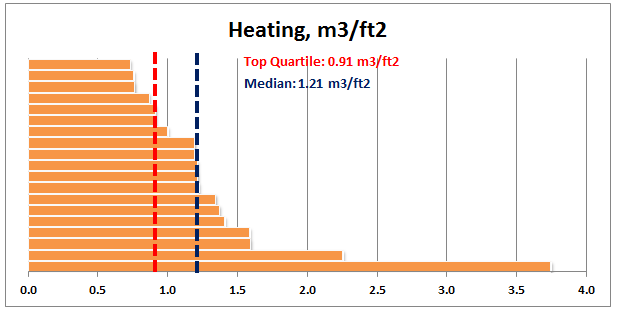 Heating, m3/ft2
Top Quartile: 0.91 m3/ft2
Median: 1.21 m3/ft2
0.0 0.5 1.0 1.5 2.0 2.5 3.0 3.5 4.0